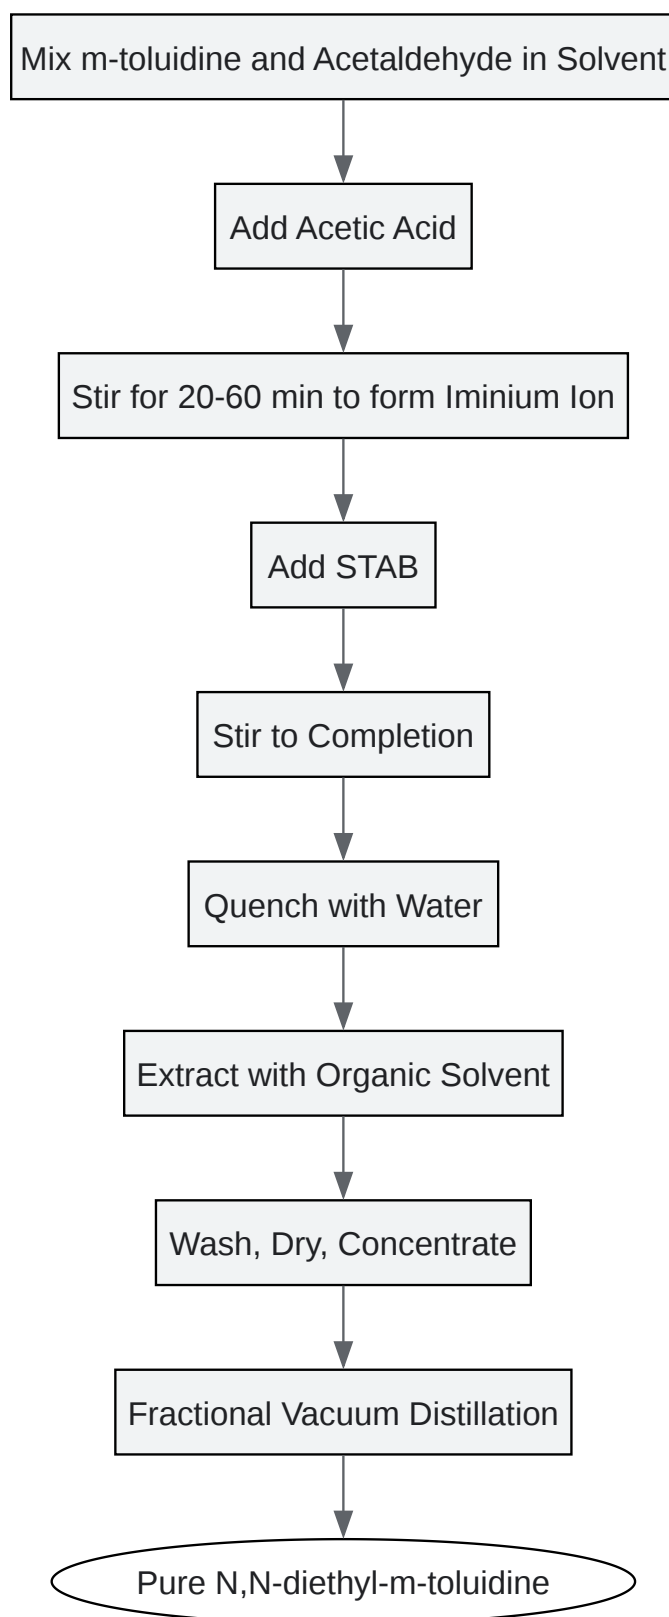 Mix m-toluidine and Acetaldehyde in Solvent
Add Acetic Acid
Stir for 20-60 min to form Iminium Ion
Add STAB
Stir to Completion
Quench with Water
Extract with Organic Solvent
Wash, Dry, Concentrate
Fractional Vacuum Distillation
Pure N,N-diethyl-m-toluidine